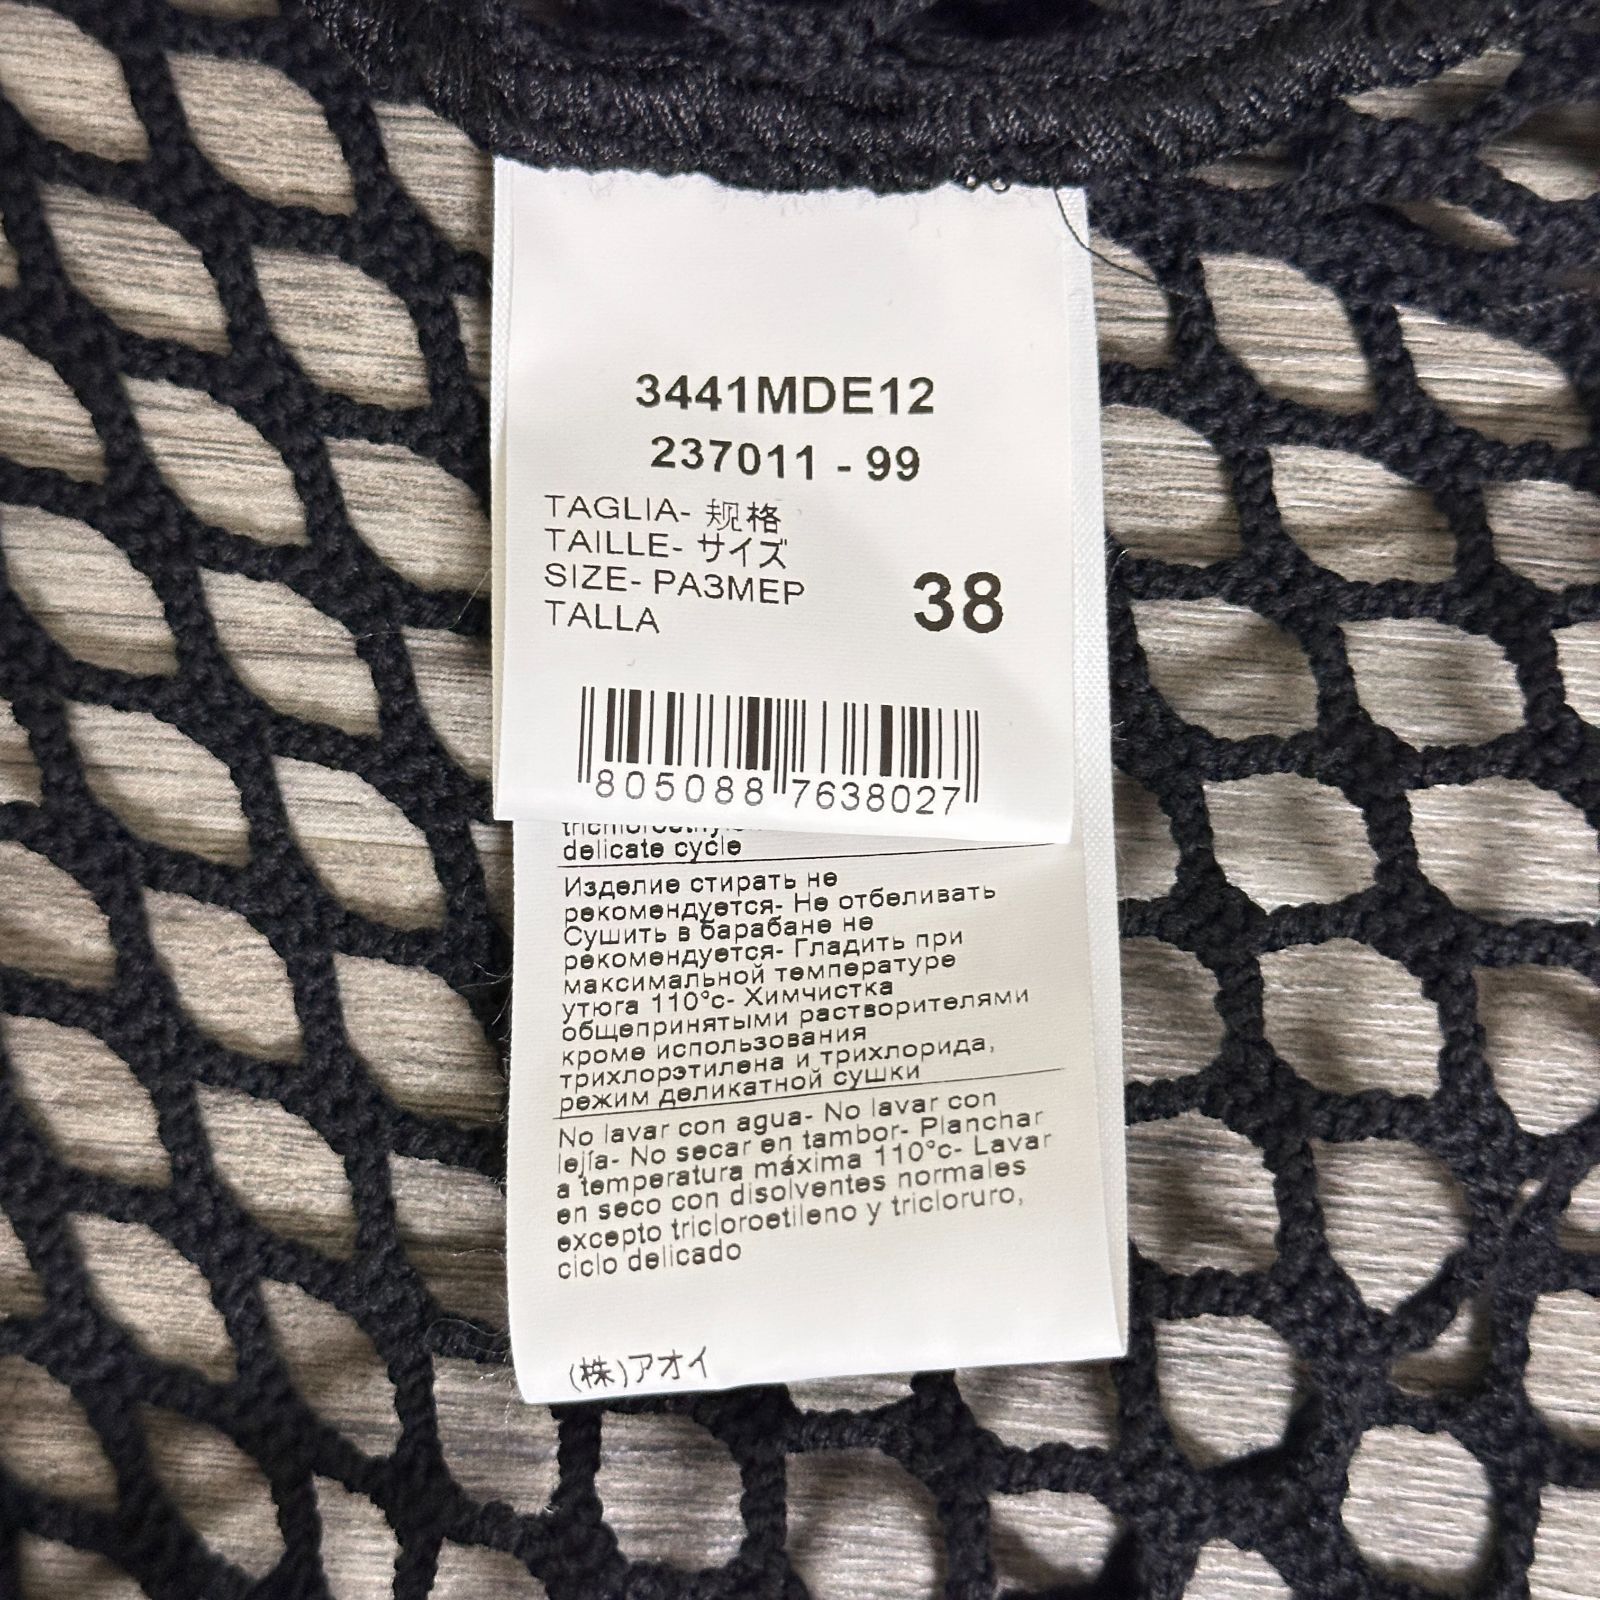 3441MDE12
237011 - 99
TAGLIA- 规格
TAILLE- サイズ
SIZE- РАЗМЕР
TALLA
38
805088 763802​7
delicate cycle
Изделие стирать не
рекомендуется- Не отбеливать
Сушить в барабане не
рекомендуется- Гладить при
максимальной температуре
утюга 110°c- Химчистка
общепринятыми растворителями
кроме использования
трихлорэтилена и трихлорида,
режим деликатной сушки
No lavar con agua- No lavar con
lejía- No secar en tambor- Planchar
a temperatura máxima 110°c- Lavar
en seco con disolventes normales
excepto tricloroetileno y tricloruro,
ciclo delicado
(株)アオイ